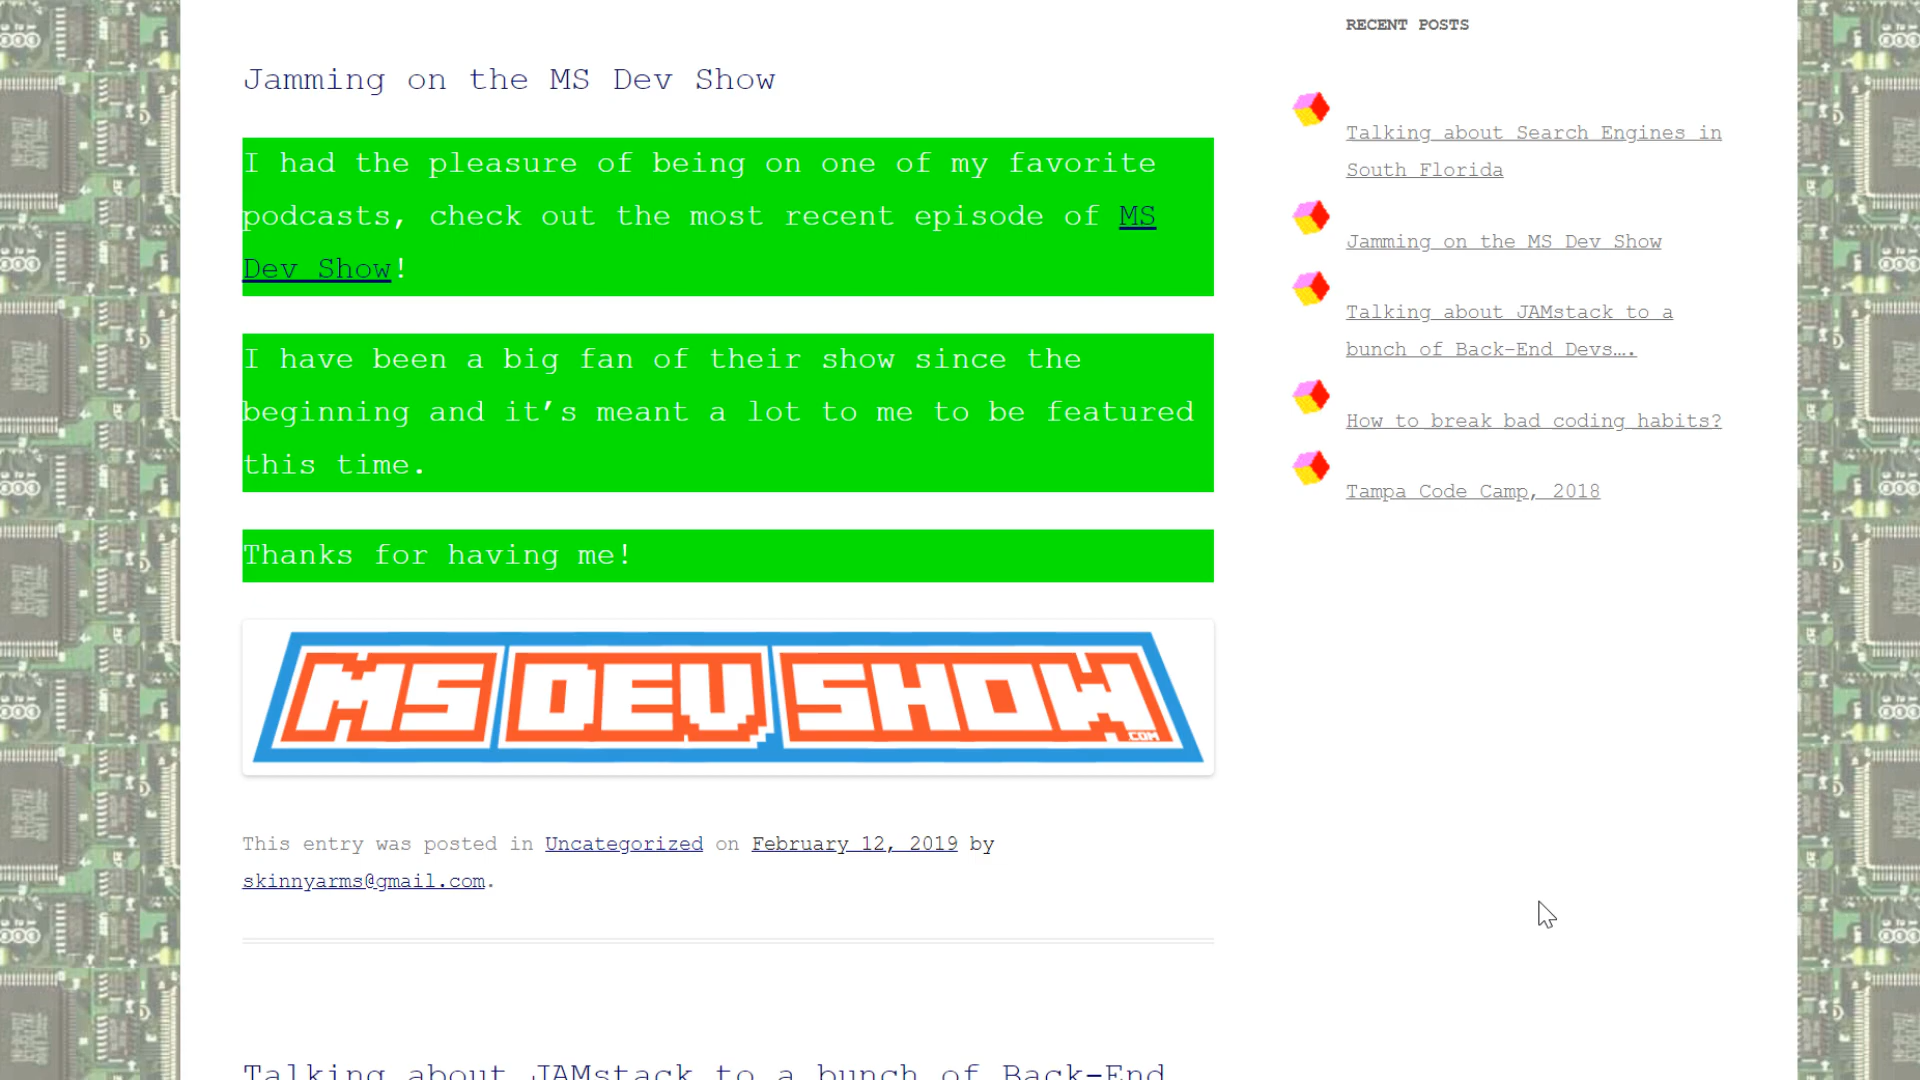 Jamming on the MS Dev Show
I had the pleasure of being on one of my favorite
podcasts, check out the most recent episode of MS
Dev Show!
I have been a big fan of their show since the
beginning and it’s meant a lot to me to be featured
this time.
Thanks for having me!
MS DEV SHOW
.COM
This entry was posted in Uncategorized on February 12, 2019 by
skinnyarms@gmail.com.
Talking about JAMstack to a bunch of Back-End
RECENT POSTS
Talking about Search Engines in
South Florida
Jamming on the MS Dev Show
Talking about JAMstack to a
bunch of Back-End Devs….
How to break bad coding habits?
Tampa Code Camp, 2018